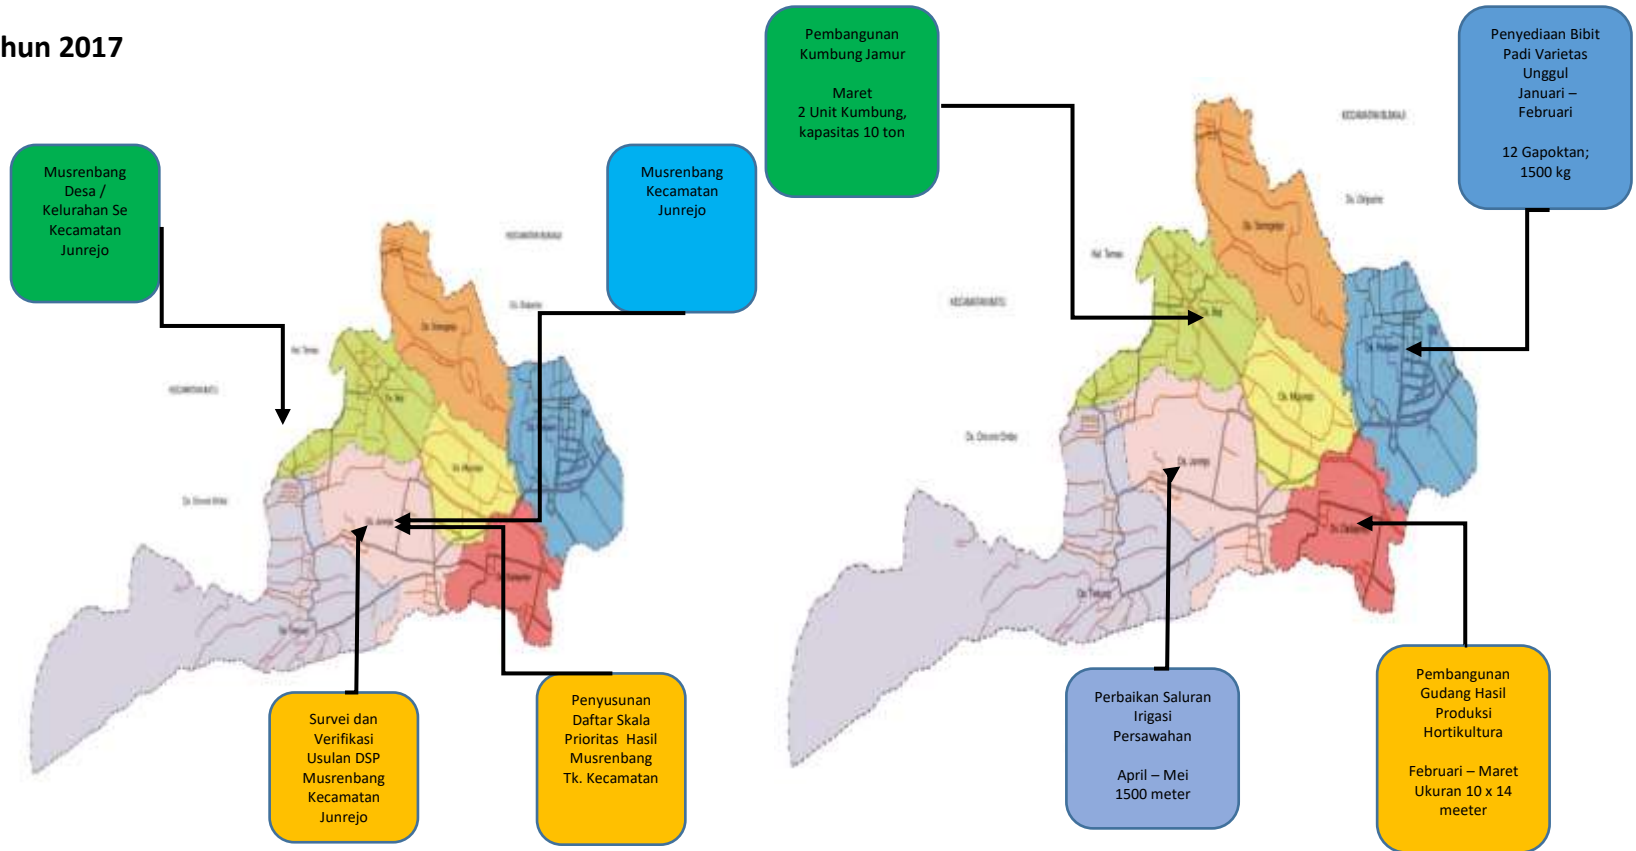 hun 2017
Musrenbang
Desa /
Kelurahan Se
Kecamatan
Junrejo
Musrenbang
Kecamatan
Junrejo
Survei dan
Verifikasi
Usulan DSP
Musrenbang
Kecamatan
Junrejo
Penyusunan
Daftar Skala
Prioritas Hasil
Musrenbang
Tk. Kecamatan
Pembangunan
Kumbung Jamur
Maret
2 Unit Kumbung,
kapasitas 10 ton
Penyediaan Bibit
Padi Varietas
Unggul
Januari –
Februari
12 Gapoktan;
1500 kg
Perbaikan Saluran
Irigasi
Persawahan
April – Mei
1500 meter
Pembangunan
Gudang Hasil
Produksi
Hortikultura
Februari – Maret
Ukuran 10 x 14
meeter